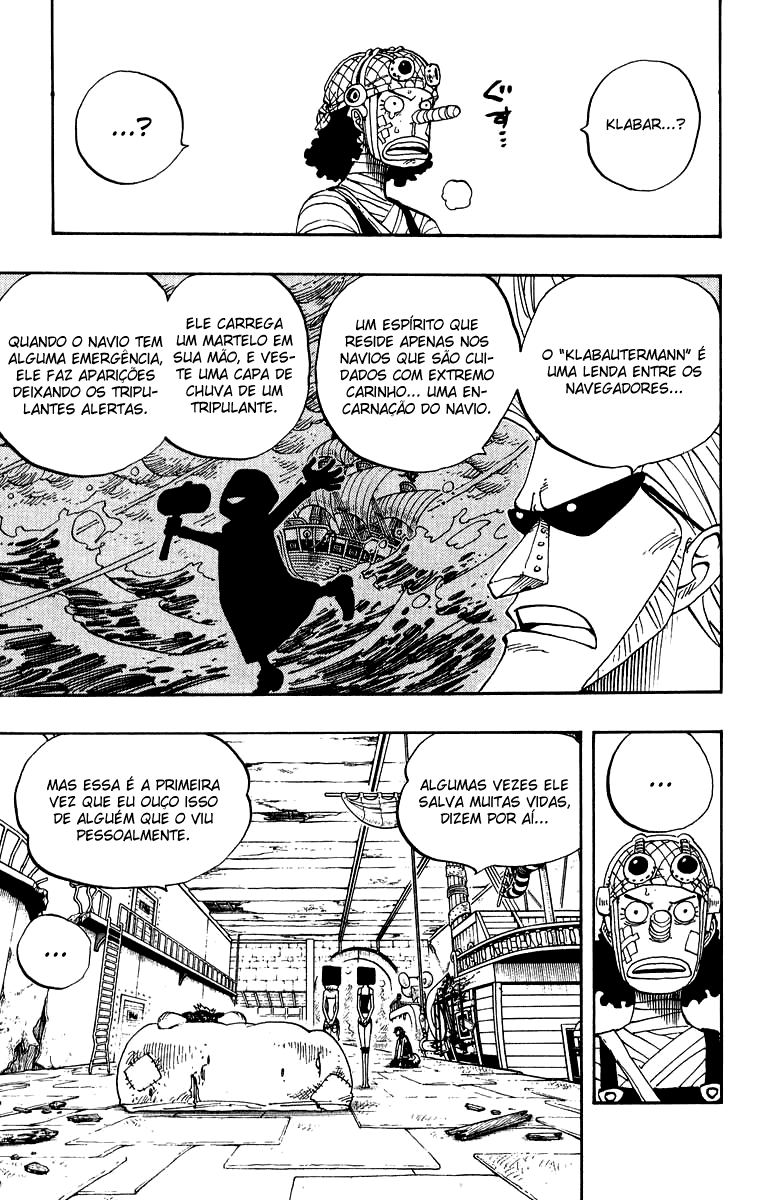 KLABAR...?
ぐすっ...
...?
O "KLABAUTERMANN" É
UMA LENDA ENTRE OS
NAVEGADORES...
UM ESPÍRITO QUE
RESIDE APENAS NOS
NAVIOS QUE SÃO CUI-
DADOS COM EXTREMO
CARINHO... UMA EN-
CARNAÇÃO DO NAVIO.
ELE CARREGA
UM MARTELO EM
SUA MÃO, E VES-
TE UMA CAPA DE
CHUVA DE UM
TRIPULANTE.
QUANDO O NAVIO TEM
ALGUMA EMERGÊNCIA,
ELE FAZ APARIÇÕES
DEIXANDO OS TRIPU-
LANTES ALERTAS.
...
ALGUMAS VEZES ELE
SALVA MUITAS VIDAS,
DIZEM POR AÍ...
MAS ESSA É A PRIMEIRA
VEZ QUE EU OUÇO ISSO
DE ALGUÉM QUE O VIU
PESSOALMENTE.
...